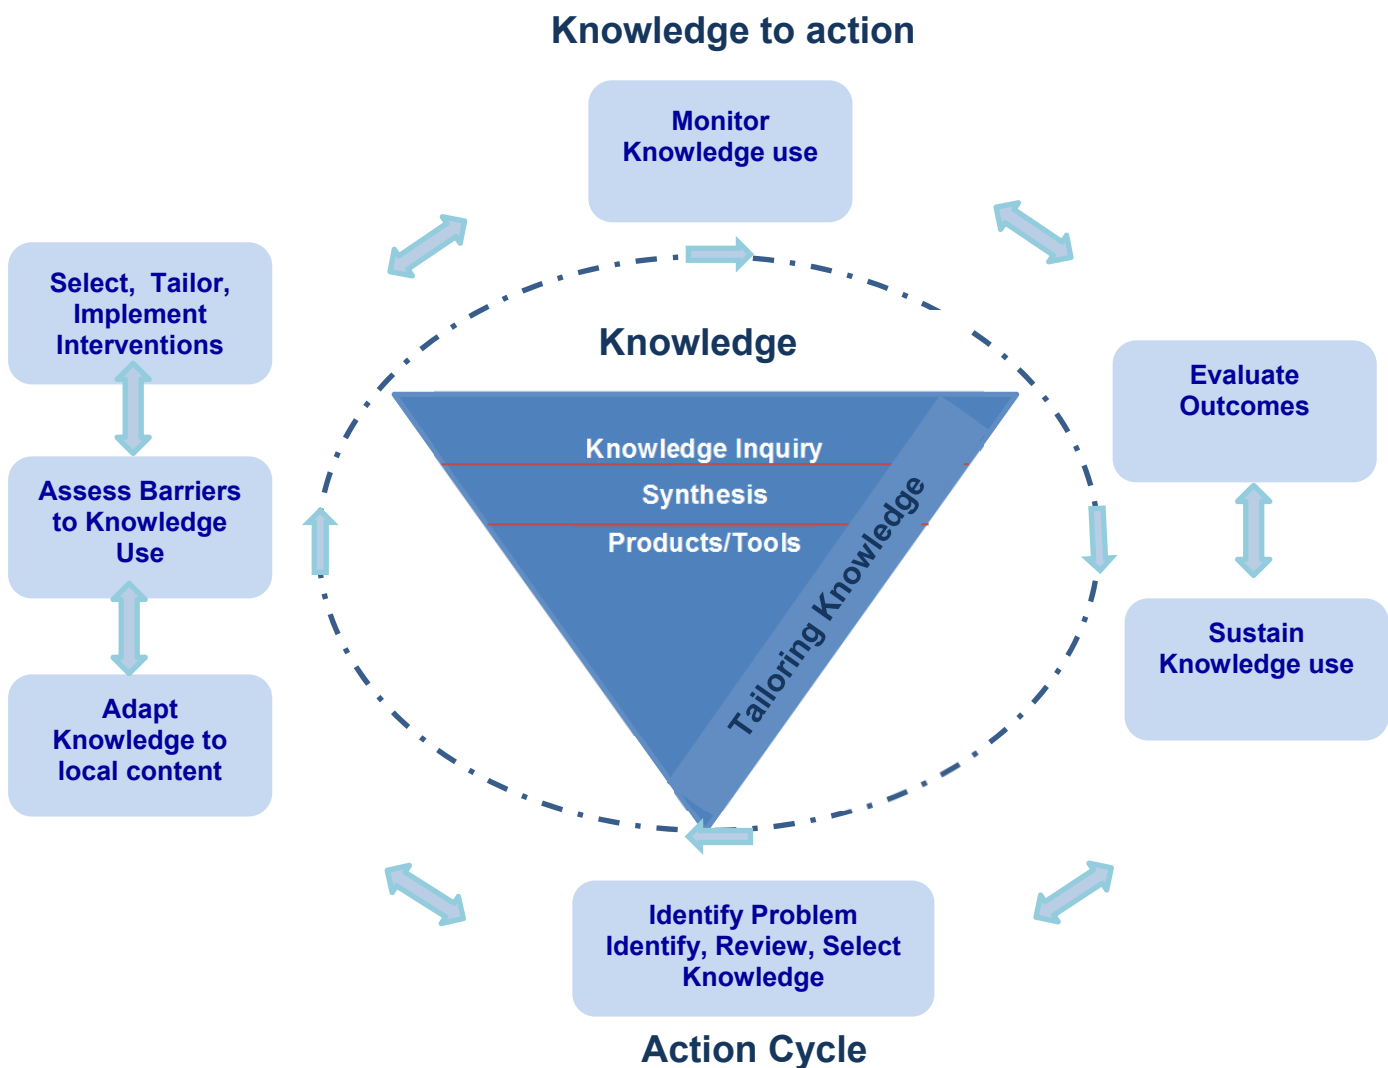 Knowledge to action
Monitor
Knowledge use
Select, Tailor,
Implement
Interventions
Knowledge
Evaluate
Outcomes
Knowledge Inquiry
Synthesis
Products/Tools
Tailoring Knowledge
Assess Barriers
to Knowledge
Use
Sustain
Knowledge use
Adapt
Knowledge to
local content
Identify Problem
Identify, Review, Select
Knowledge
Action Cycle